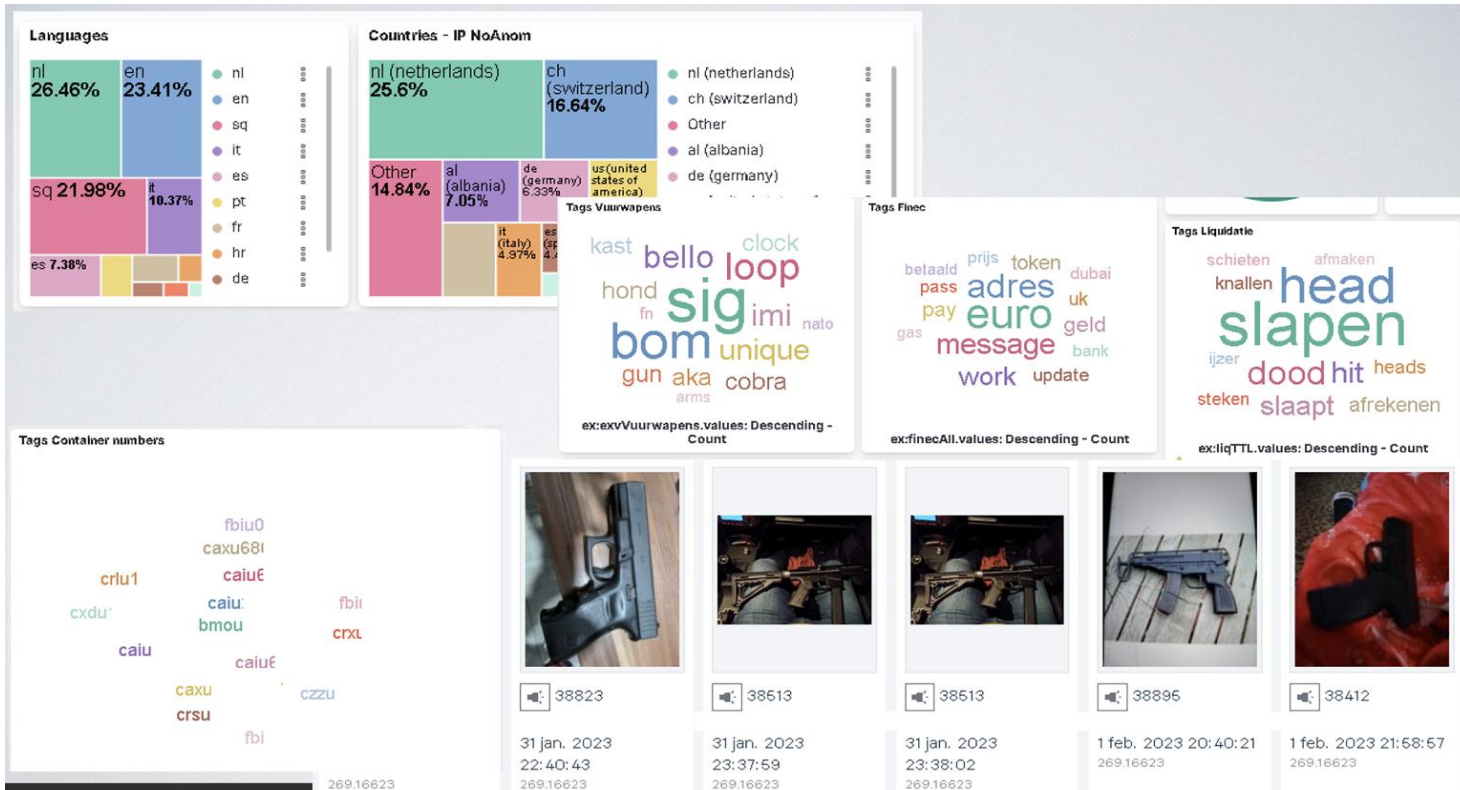 Languages
nl
26.46%
en
23.41%
sq 21.98%
it
10.37%
es 7.38%
nl
en
sq
it
es
pt
fr
hr
de
Countries - IP NoAnom
nl (netherlands)
25.6%
ch
(switzerland)
16.64%
Other
14.84%
al
(albania)
7.05%
de
(germany)
6.33%
us(united
states of
america)
it
(italy)
4.97%
nl (netherlands)
ch (switzerland)
Other
al (albania)
de (germany)
Tags Vuurwapens
kast
clock
bello
loop
hond
sig
fn
imi
nato
bom
unique
gun
aka
cobra
arms
ex:exvVuurwapens.values: Descending -
Count
Tags Finec
betaald
prijs
token
dubai
pass
adres
uk
pay
euro
geld
gas
message
bank
work
update
ex:finecAll.values: Descending - Count
Tags Liquidatie
schieten
afmaken
knallen
head
slapen
ijzer
dood
hit
heads
steken
slaapt
afrekenen
ex:liqTTL.values: Descending - Count
Tags Container numbers
fbiu0
caxu68
crlu1
caiu6
cxdu
caiu
fbi
bmou
crxu
caiu
caiu6
caxu
czzu
crsu
fbi
269.16623
38823
31 jan. 2023
22:40:43
269.16623
38513
31 jan. 2023
23:37:59
269.16623
38513
31 jan. 2023
23:38:02
269.16623
38895
1 feb. 2023 20:40:21
269.16623
38412
1 feb. 2023 21:58:57
269.16623